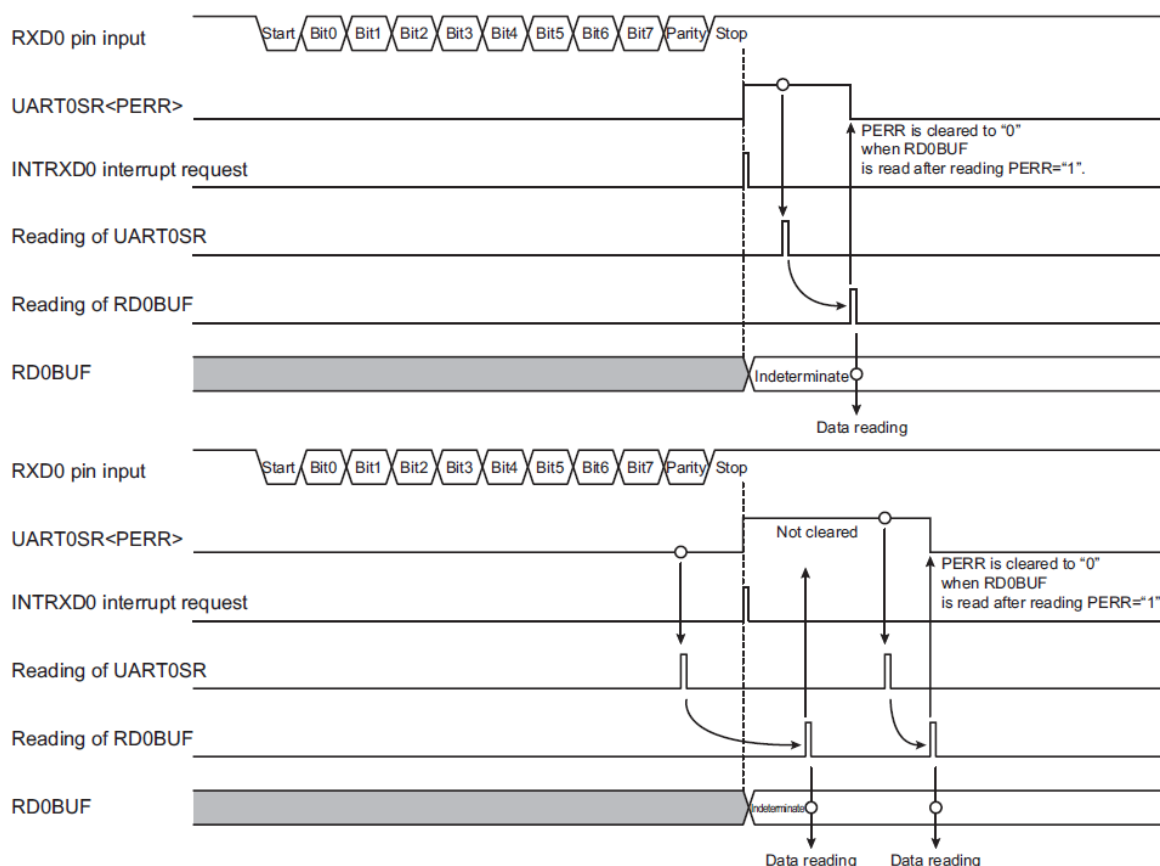 RXD0 pin input
Start Bit0 Bit1 Bit2 Bit3 Bit4 Bit5 Bit6 Bit7 Parity Stop
UART0SR<PERR>
PERR is cleared to “0”
when RD0BUF
is read after reading PERR=“1”.
INTRXD0 interrupt request
Reading of UART0SR
Reading of RD0BUF
RD0BUF
Indeterminate
Data reading
RXD0 pin input
Start Bit0 Bit1 Bit2 Bit3 Bit4 Bit5 Bit6 Bit7 Parity Stop
UART0SR<PERR>
Not cleared
PERR is cleared to “0”
when RD0BUF
is read after reading PERR=“1”
INTRXD0 interrupt request
Reading of UART0SR
Reading of RD0BUF
RD0BUF
Indeterminate
Data reading Data reading